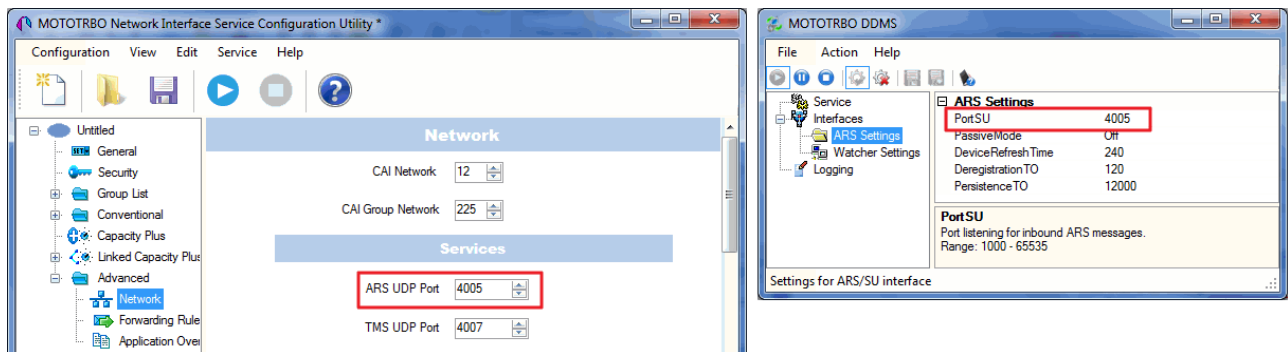 MOTOTRBO Network Interface Service Configuration Utility *
Configuration View Edit Service Help
Untitled
General
Security
Group List
Conventional
Capacity Plus
Linked Capacity Plus
Advanced
Network
Forwarding Rule
Application Over
Network
CAI Network 12
CAI Group Network 225
Services
ARS UDP Port 4005
TMS UDP Port 4007
MOTOTRBO DDMS
File Action Help
Service
Interfaces
ARS Settings
Watcher Settings
Logging
ARS Settings
PortSU 4005
PassiveMode Off
DeviceRefreshTime 240
DeregistrationTO 120
PersistenceTO 12000
PortSU
Port listening for inbound ARS messages.
Range: 1000 - 65535
Settings for ARS/SU interface